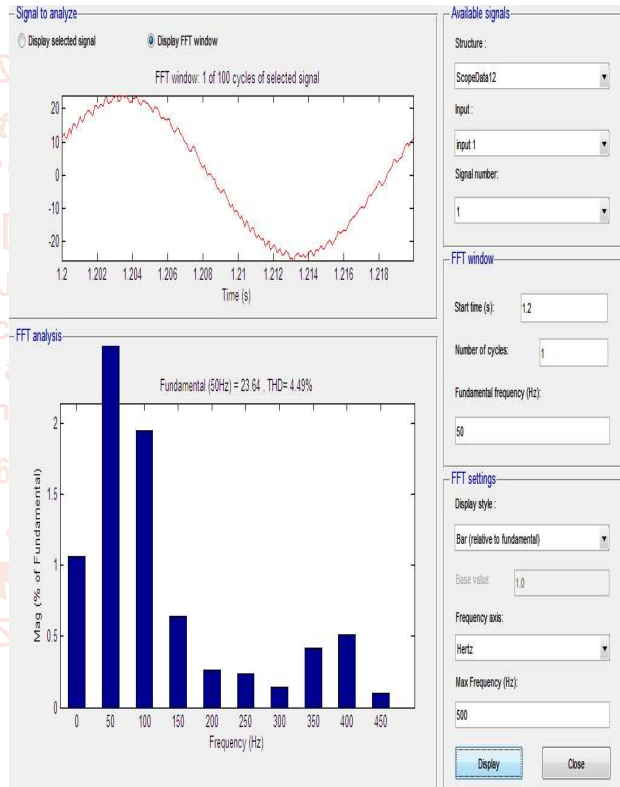 Signal to analyze
Display selected signal
Display FFT window
FFT window: 1 of 100 cycles of selected signal
20
10
0
-10
-20
1.2 1.202 1.204 1.206 1.208 1.21 1.212 1.214 1.216 1.218
Time (s)
FFT analysis
Fundamental (50Hz) = 23.64 , THD= 4.49%
Mag (% of Fundamental)
2
1.5
1
0.5
0
0 50 100 150 200 250 300 350 400 450
Frequency (Hz)
Available signals
Structure :
ScopeData12
Input :
input 1
Signal number:
1
FFT window
Start time (s): 1.2
Number of cycles: 1
Fundamental frequency (Hz):
50
FFT settings
Display style :
Bar (relative to fundamental)
Base value: 1.0
Frequency axis:
Hertz
Max Frequency (Hz):
500
Display Close